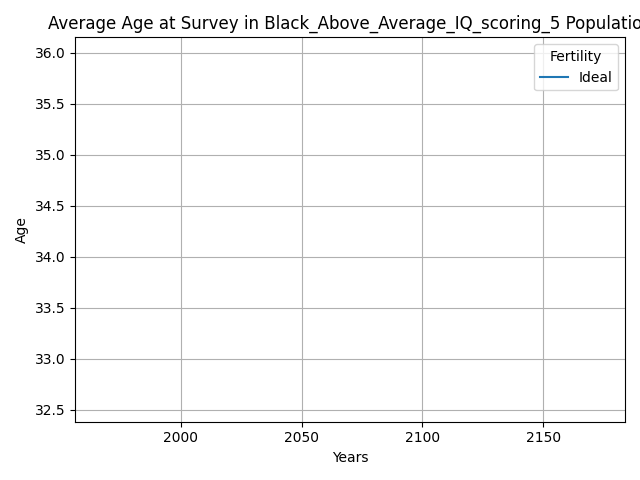 Average Age at Survey in Black_Above_Average_IQ_scoring_5 Populatio
Fertility
Ideal
36.0
35.5
35.0
34.5
34.0
33.5
33.0
32.5
Age
2000 2050 2100 2150
Years